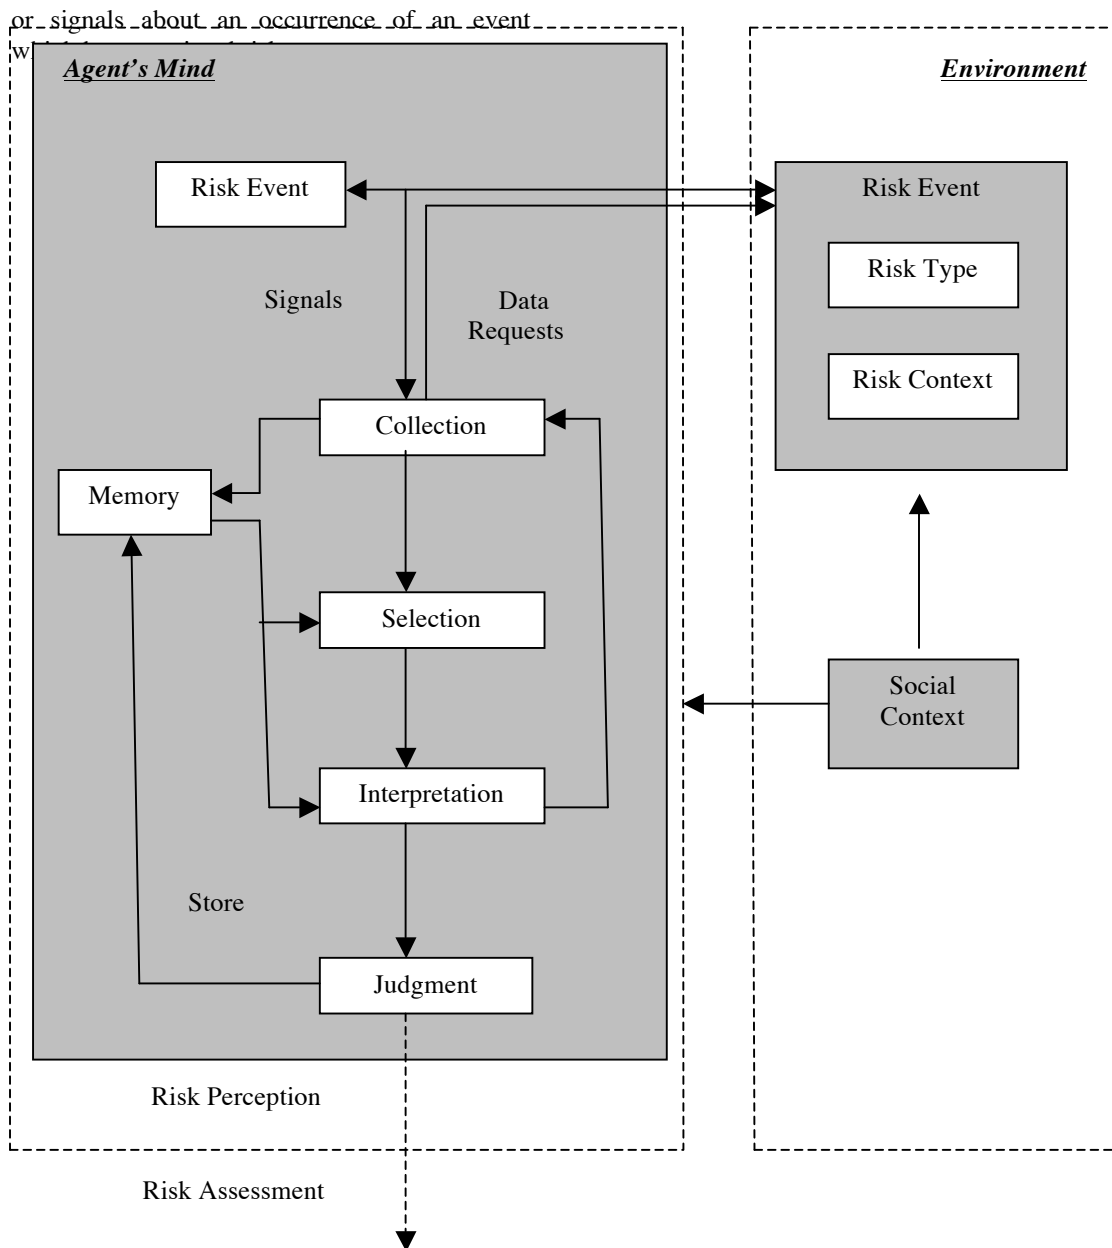 or signals about an occurrence of an event
Agent's Mind
Environment
Risk Event
Risk Event
Risk Type
Signals
Data
Requests
Risk Context
Collection
Memory
Selection
Social
Context
Interpretation
Store
Judgment
Risk Perception
Risk Assessment